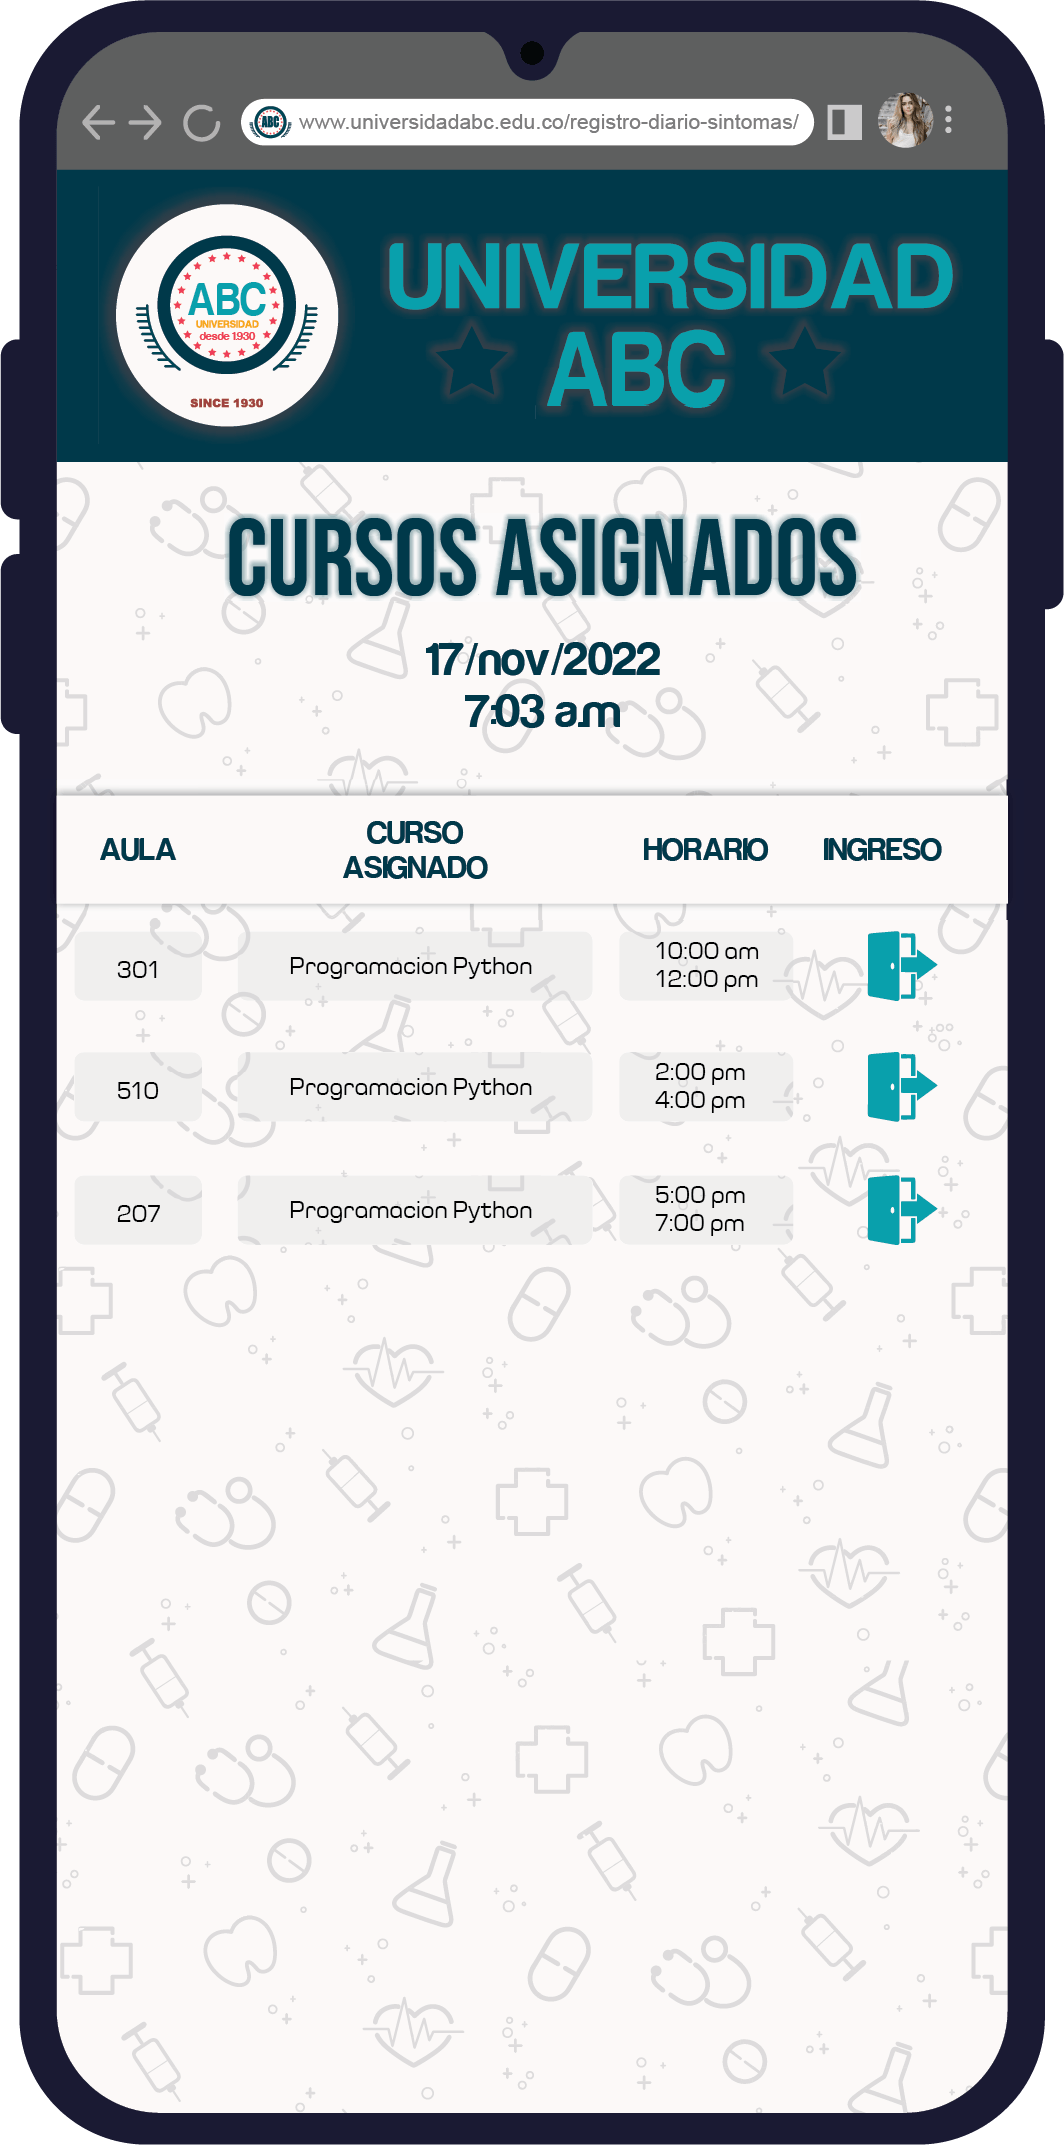 ABC
www.universidadabc.edu.co/registro-diario-sintomas/
ABC
UNIVERSIDAD
desde 1930
SINCE 1930
UNIVERSIDAD
ABC
CURSOS ASIGNADOS
17/nov/2022
7:03 a.m
AULA
CURSO
ASIGNADO
HORARIO
INGRESO
301
Programacion Python
10:00 am
12:00 pm
510
Programacion Python
2:00 pm
4:00 pm
207
Programacion Python
5:00 pm
7:00 pm